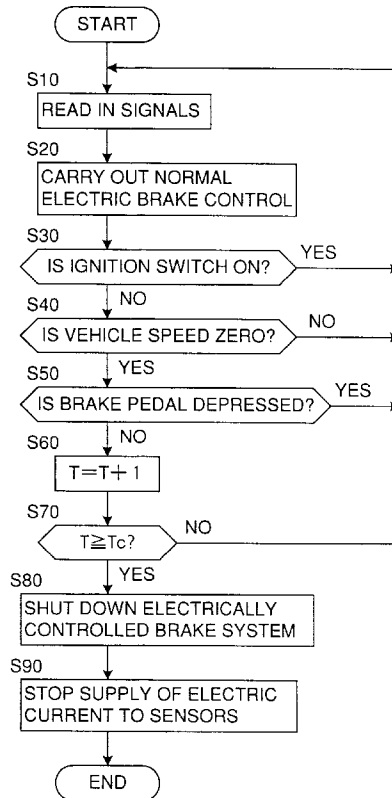 START
S10
READ IN SIGNALS
S20
CARRY OUT NORMAL
ELECTRIC BRAKE CONTROL
S30
IS IGNITION SWITCH ON?
YES
NO
S40
IS VEHICLE SPEED ZERO?
NO
YES
S50
IS BRAKE PEDAL DEPRESSED?
YES
NO
S60
T=T+1
S70
T≧Tc?
NO
YES
S80
SHUT DOWN ELECTRICALLY
CONTROLLED BRAKE SYSTEM
S90
STOP SUPPLY OF ELECTRIC
CURRENT TO SENSORS
END